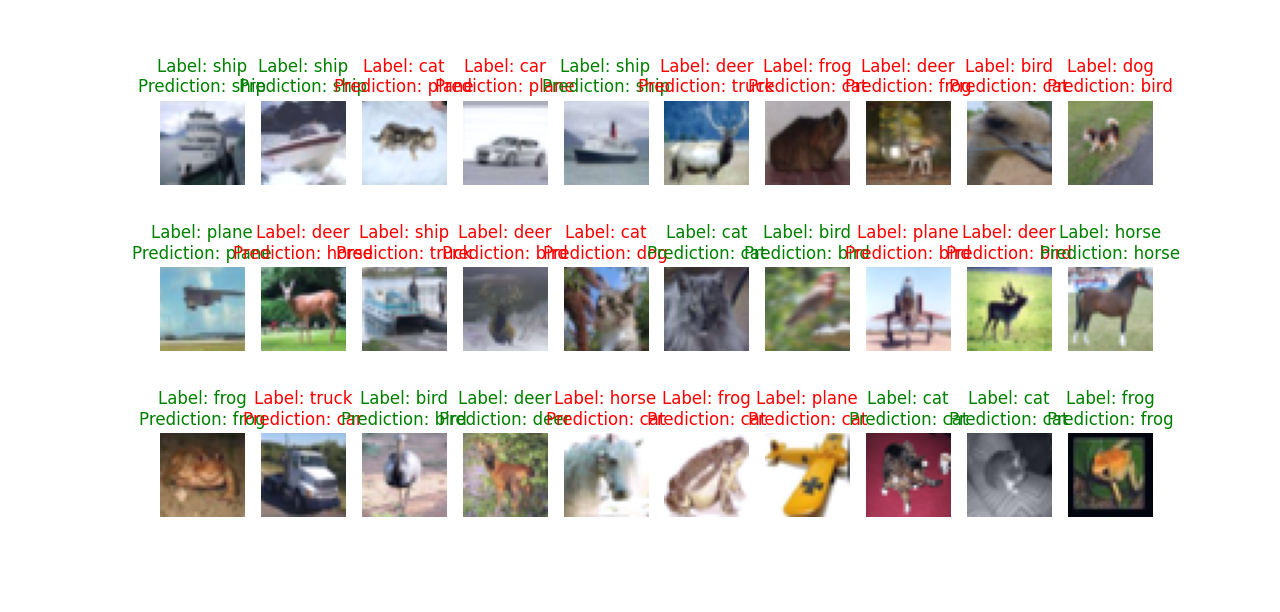 Label: ship Label: ship Label: cat Label: car Label: ship Label: deer Label: frog Label: deer Label: bird Label: dog
Prediction: ship Prediction: ship Prediction: plane Prediction: plane Prediction: ship Prediction: truck Prediction: cat Prediction: frog Prediction: cat Prediction: bird
Label: plane Label: deer Label: ship Label: deer Label: cat Label: cat Label: bird Label: plane Label: deer Label: horse
Prediction: plane Prediction: horse Prediction: truck Prediction: bird Prediction: dog Prediction: cat Prediction: bird Prediction: bird Prediction: bird Prediction: horse
Label: frog Label: truck Label: bird Label: deer Label: horse Label: frog Label: plane Label: cat Label: cat Label: frog
Prediction: frog Prediction: car Prediction: bird Prediction: deer Prediction: cat Prediction: cat Prediction: cat Prediction: cat Prediction: cat Prediction: frog